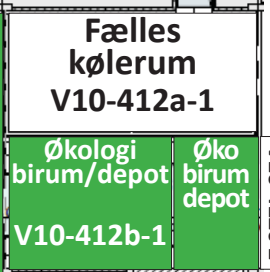 Fælles
kølerum
V10-412a-1
Økologi
birum/depot
V10-412b-1
Øko
birum
depot